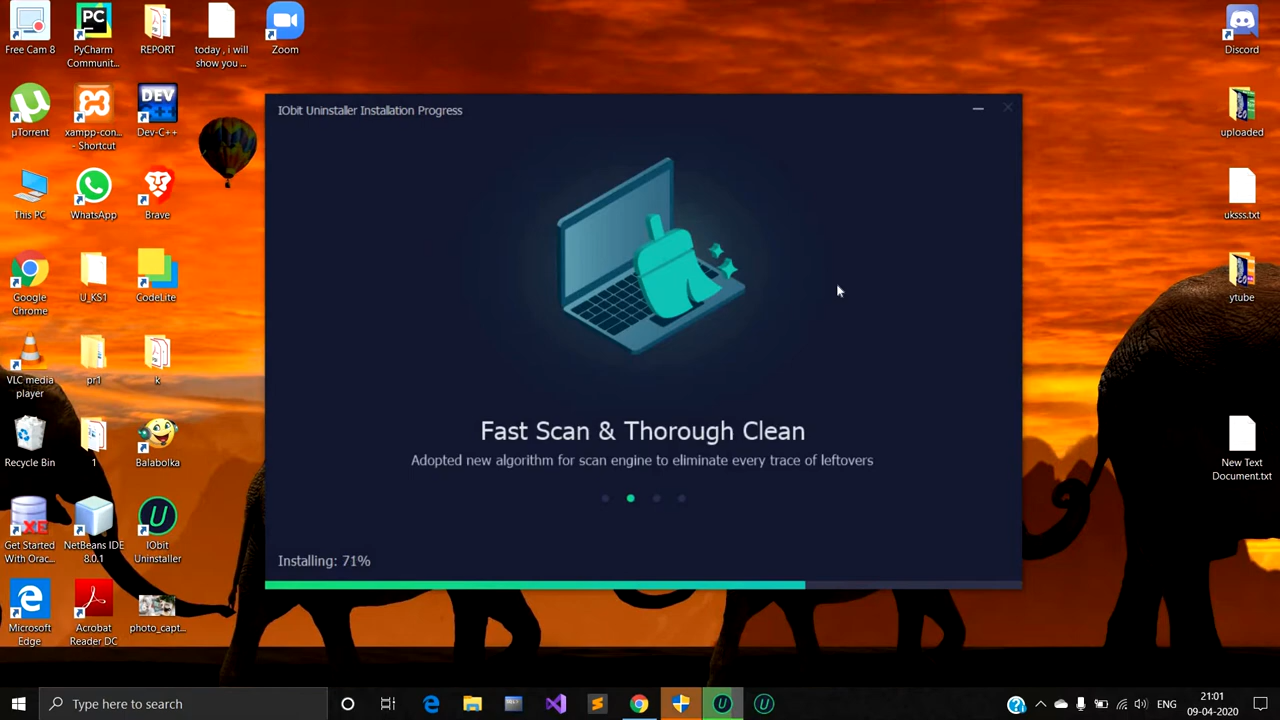 Free Cam 8
PyCharm
Communit...
REPORT
today , i will
show you ...
Zoom
Discord
µTorrent
xampp-con...
- Shortcut
DEV
Dev-C++
uploaded
This PC
WhatsApp
Brave
uksss.txt
Google
Chrome
U_KS1
CodeLite
ytube
VLC media
player
pr1
k
Recycle Bin
1
Balabolka
New Text
Document.txt
Get Started
With Orac...
NetBeans IDE
8.0.1
IObit
Uninstaller
Microsoft
Edge
Acrobat
Reader DC
photo_capt...
IObit Uninstaller Installation Progress
Fast Scan & Thorough Clean
Adopted new algorithm for scan engine to eliminate every trace of leftovers
Installing: 71%
Type here to search
ENG
21:01
09-04-2020